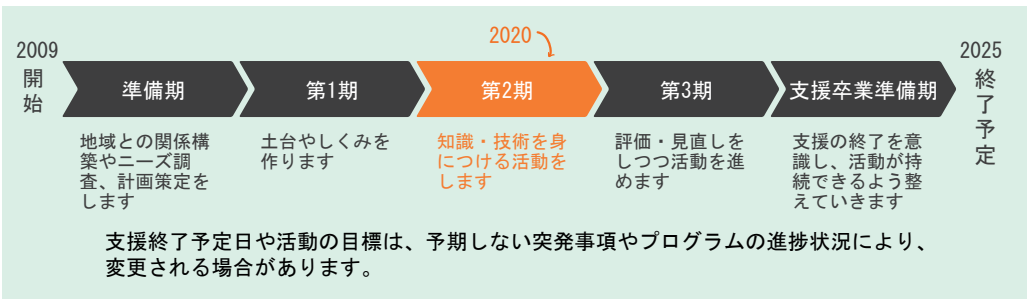 2020
2009
開始
2025
終了予定
準備期
第1期
第2期
第3期
支援卒業準備期
地域との関係構
築やニーズ調
査、計画策定を
します
土台やしくみを
作ります
知識・技術を身
につける活動を
します
評価・見直しを
しつつ活動を進
めます
支援の終了を意
識し、活動が持
続できるよう整
えていきます
支援終了予定日や活動の目標は、予期しない突発事項やプログラムの進捗状況により、
変更される場合があります。